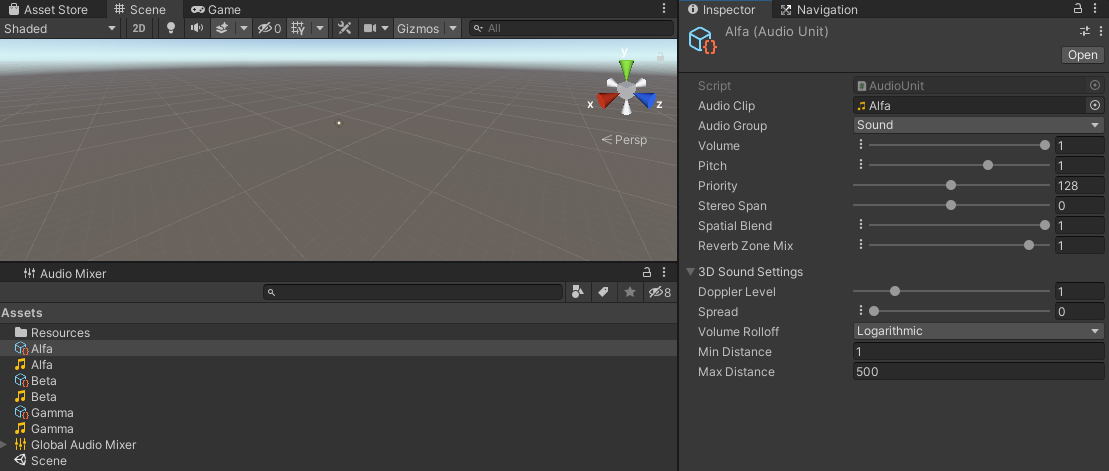 Asset Store
Scene
Game
Shaded
2D
0
Gizmos
All
y
x
z
Persp
Audio Mixer
8
Assets
Resources
Alfa
Alfa
Beta
Beta
Gamma
Gamma
Global Audio Mixer
Scene
Inspector
Navigation
Alfa (Audio Unit)
Open
Script AudioUnit
Audio Clip Alfa
Audio Group Sound
Volume 1
Pitch 1
Priority 128
Stereo Span 0
Spatial Blend 1
Reverb Zone Mix 1
3D Sound Settings
Doppler Level 1
Spread 0
Volume Rolloff Logarithmic
Min Distance 1
Max Distance 500